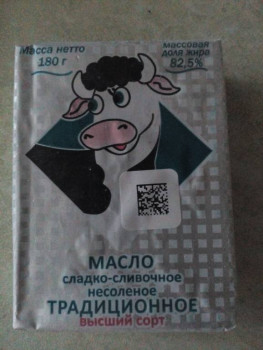 Масса нетто
180 г
массовая
доля жира
82,5%
МАСЛО
сладко-сливочное
несоленое
ТРАДИЦИОННОЕ
высший сорт